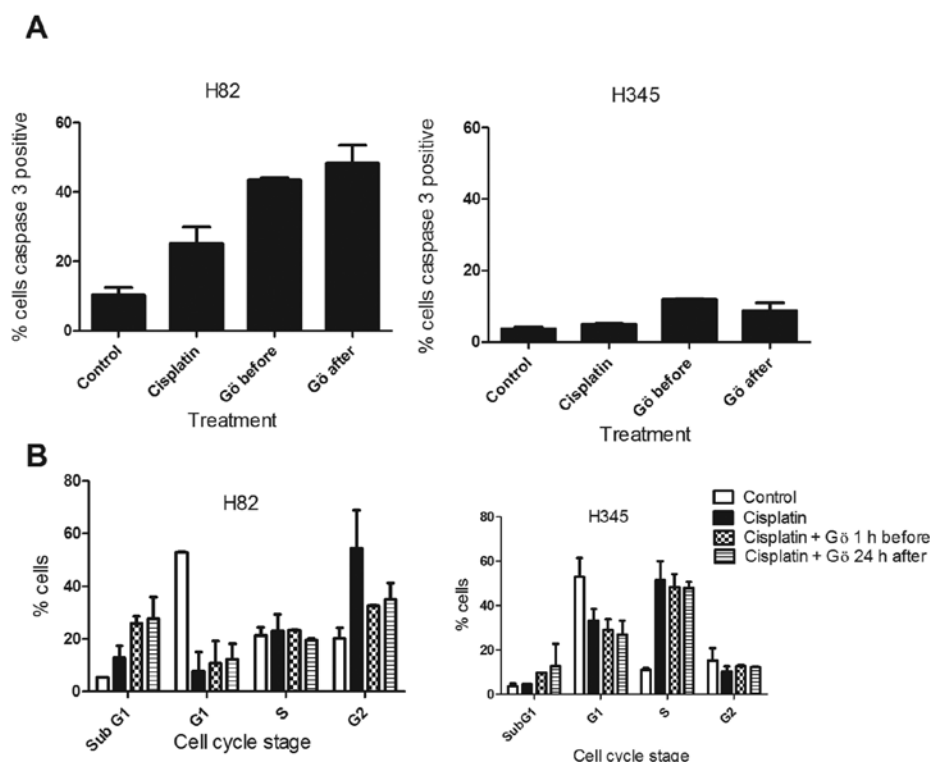 A
H82
% cells caspase 3 positive
60
40
20
0
Control
Cisplatin
Gö before
Gö after
Treatment
H345
% cells caspase 3 positive
60
40
20
0
Control
Cisplatin
Gö before
Gö after
Treatment
B
H82
% cells
80
60
40
20
0
Sub G1
G1
S
G2
Cell cycle stage
H345
% cells
80
60
40
20
0
SubG1
G1
S
G2
Cell cycle stage
Control
Cisplatin
Cisplatin + Gö 1 h before
Cisplatin + Gö 24 h after